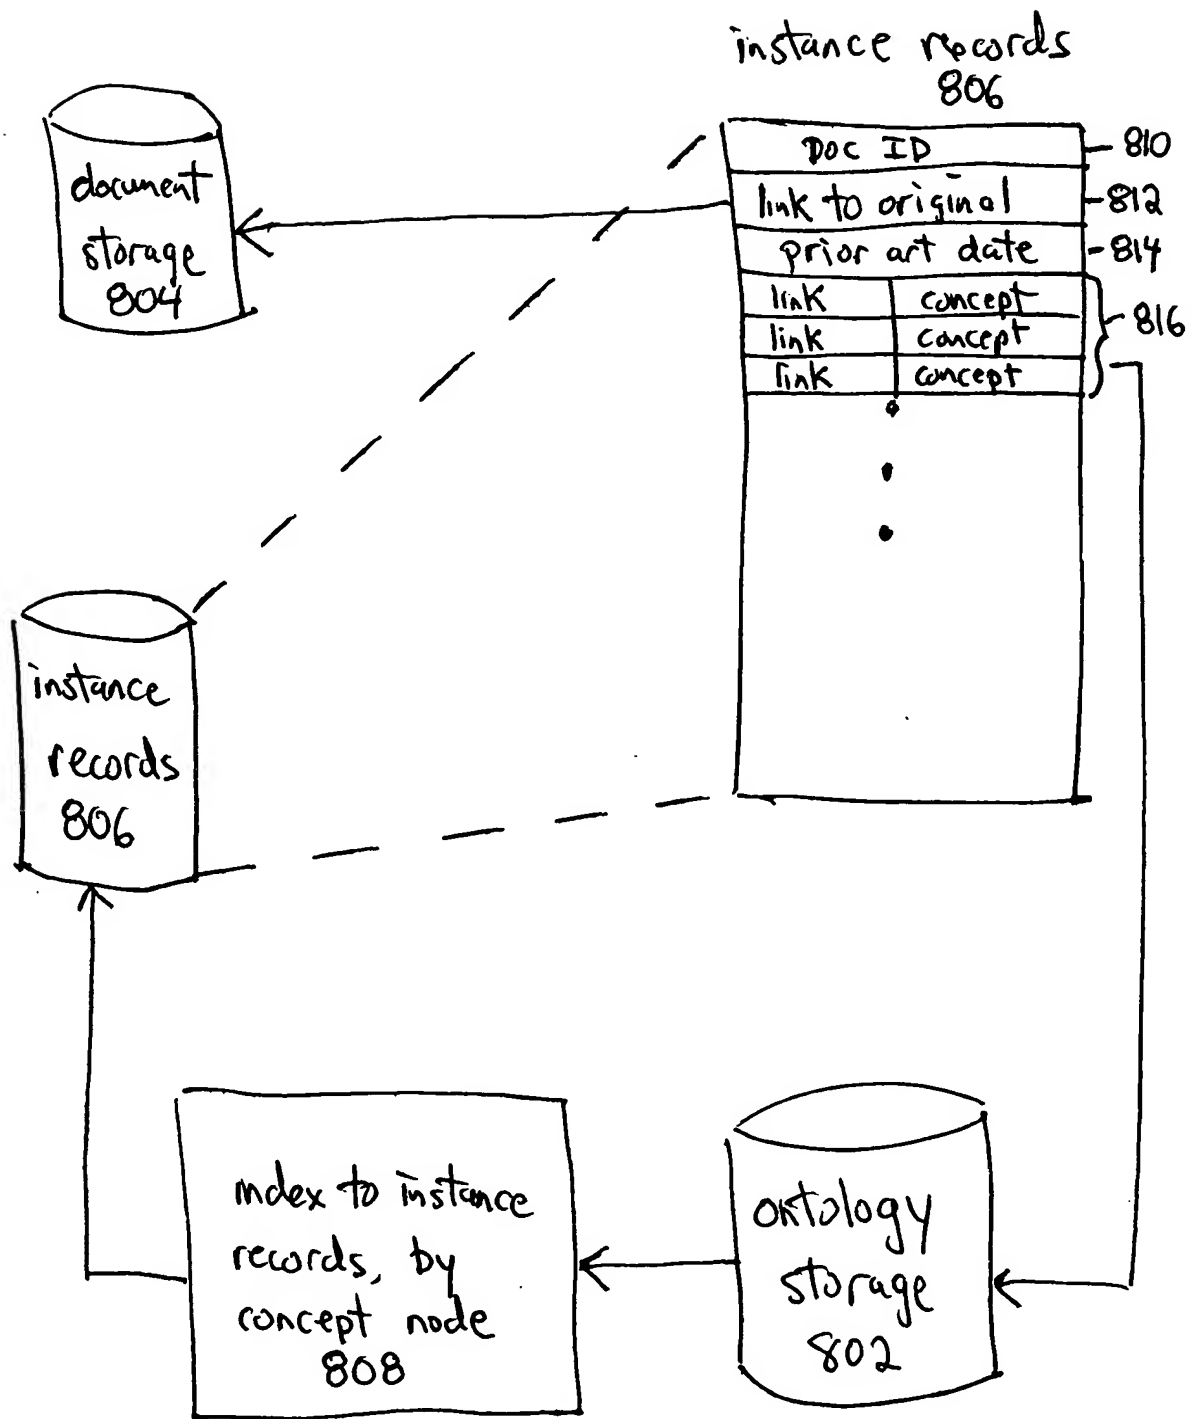 instance records
806
Doc ID
810
link to original
812
prior art date
814
link concept
link concept
link concept
816
document
storage
804
instance
records
806
index to instance
records, by
concept node
808
ontology
storage
802